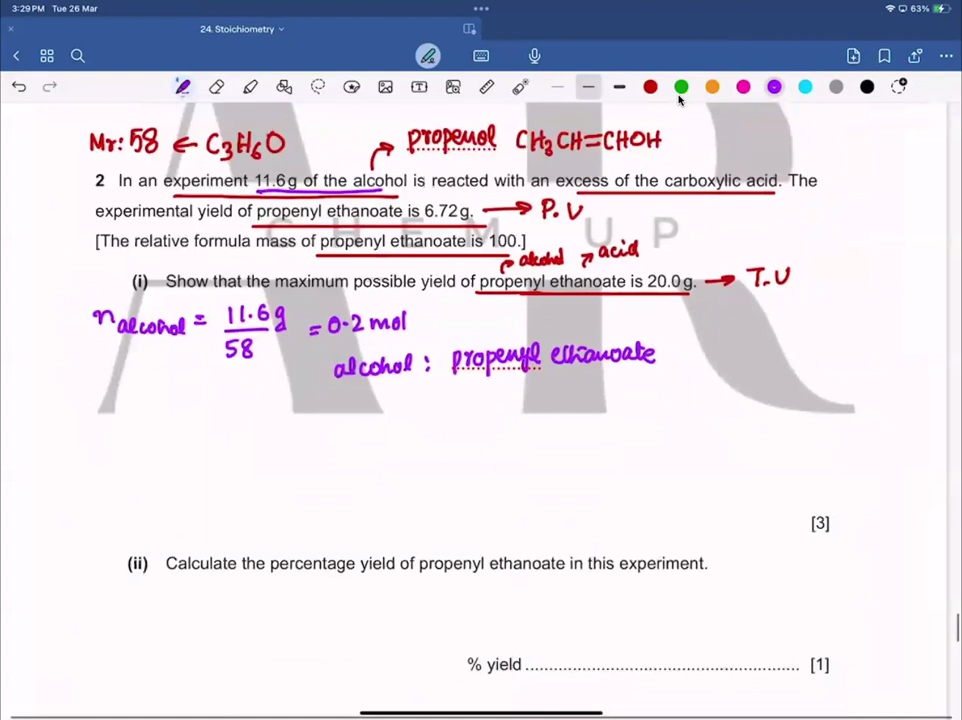 3:29 PM Tue 26 Mar
63%
24. Stoichiometry
Mr: 58 ← C3H6O propenol CH3CH=CHOH
2 In an experiment 11.6g of the alcohol is reacted with an excess of the carboxylic acid. The
experimental yield of propenyl ethanoate is 6.72g. → P.Y
[The relative formula mass of propenyl ethanoate is 100.]
alcohol acid
(i) Show that the maximum possible yield of propenyl ethanoate is 20.0g. → T.Y
n alcohol = 11.6g / 58 = 0.2 mol
alcohol : propenyl ethanoate
[3]
(ii) Calculate the percentage yield of propenyl ethanoate in this experiment.
% yield ........................................................... [1]
AR
CHEM UP